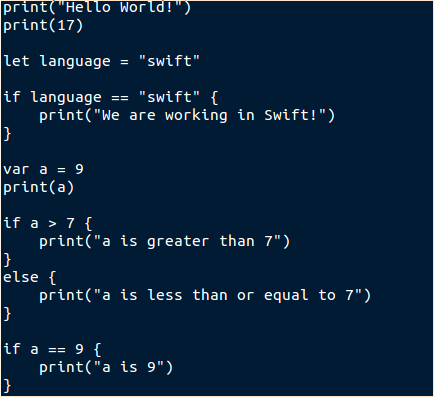 print("Hello World!")
print(17)

let language = "swift"

if language == "swift" {
    print("We are working in Swift!")
}

var a = 9
print(a)

if a > 7 {
    print("a is greater than 7")
}
else {
    print("a is less than or equal to 7")
}

if a == 9 {
    print("a is 9")
}